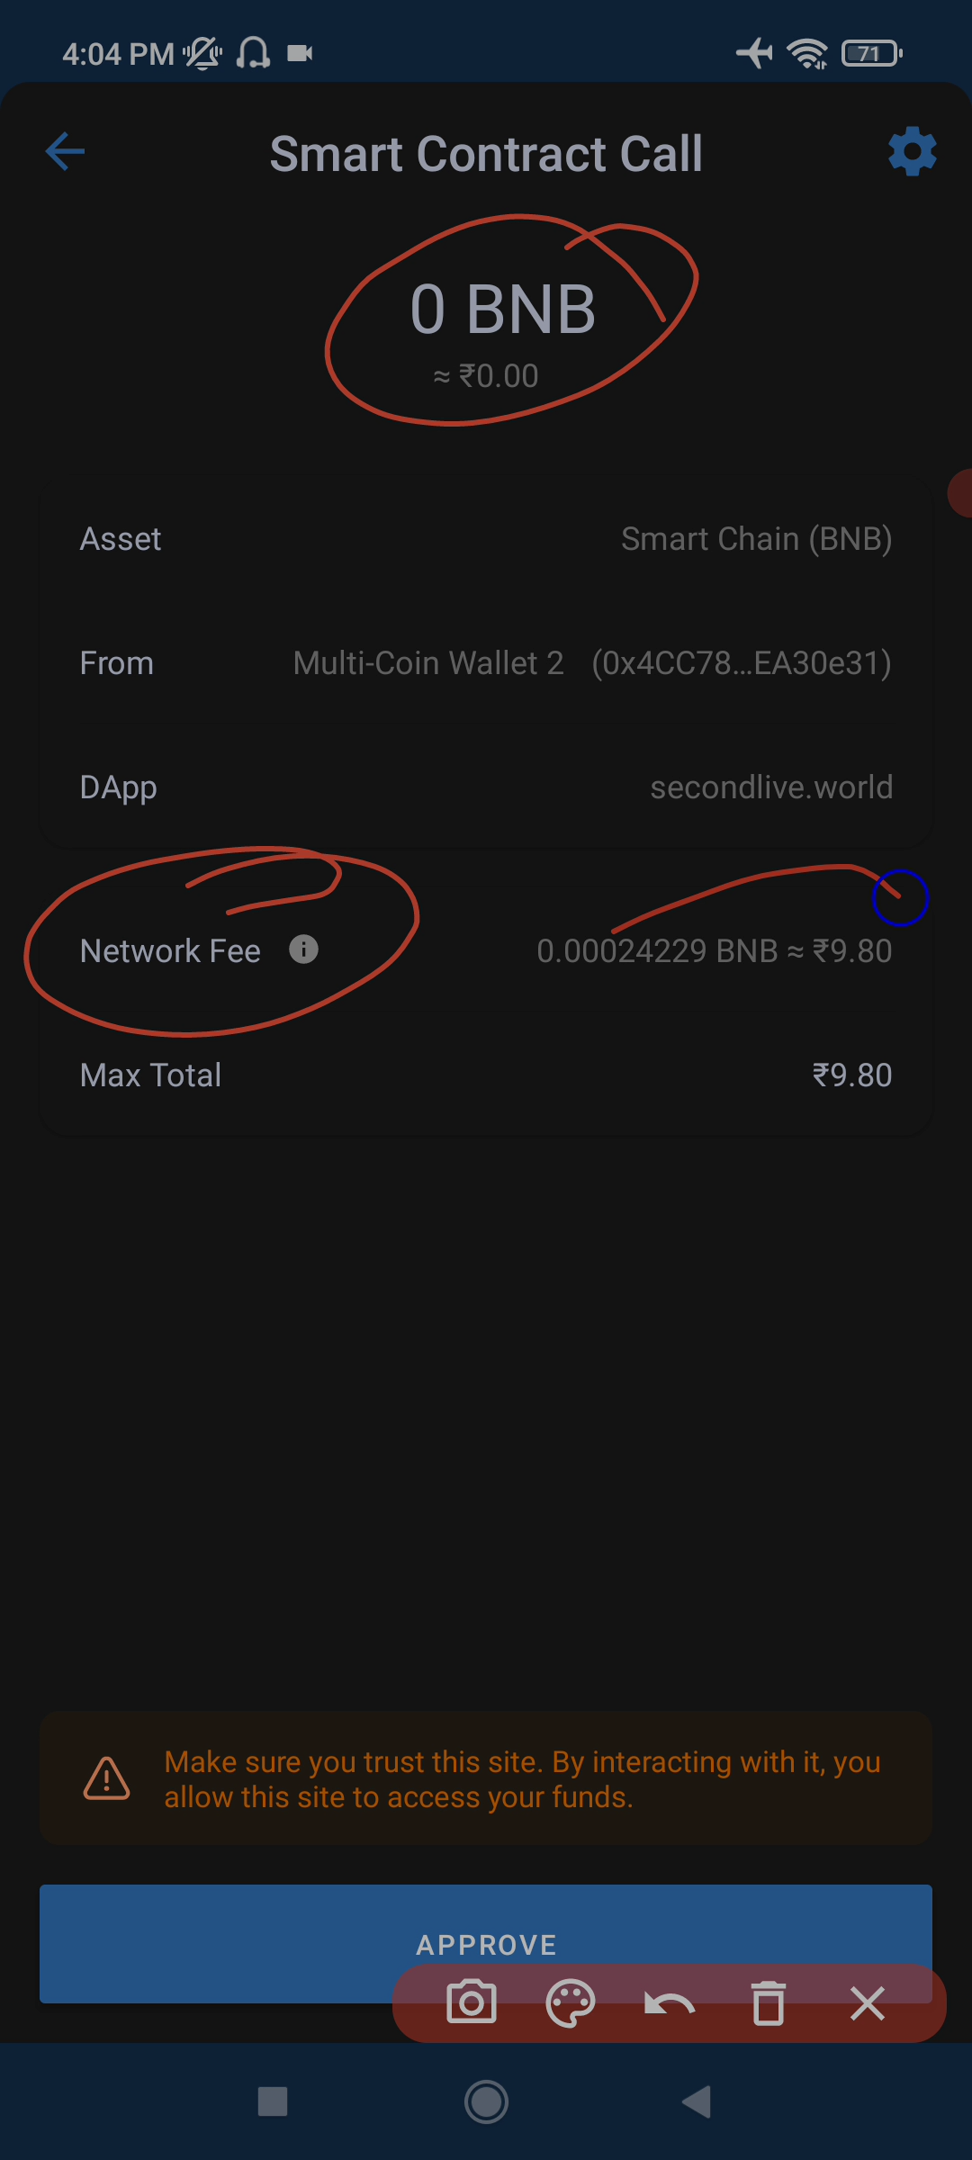 4:04 PM
71
Smart Contract Call
0 BNB
≈ ₹0.00
Asset Smart Chain (BNB)
From Multi-Coin Wallet 2 (0x4CC78...EA30e31)
DApp secondlive.world
Network Fee 0.00024229 BNB ≈ ₹9.80
Max Total ₹9.80
Make sure you trust this site. By interacting with it, you
allow this site to access your funds.
APPROVE